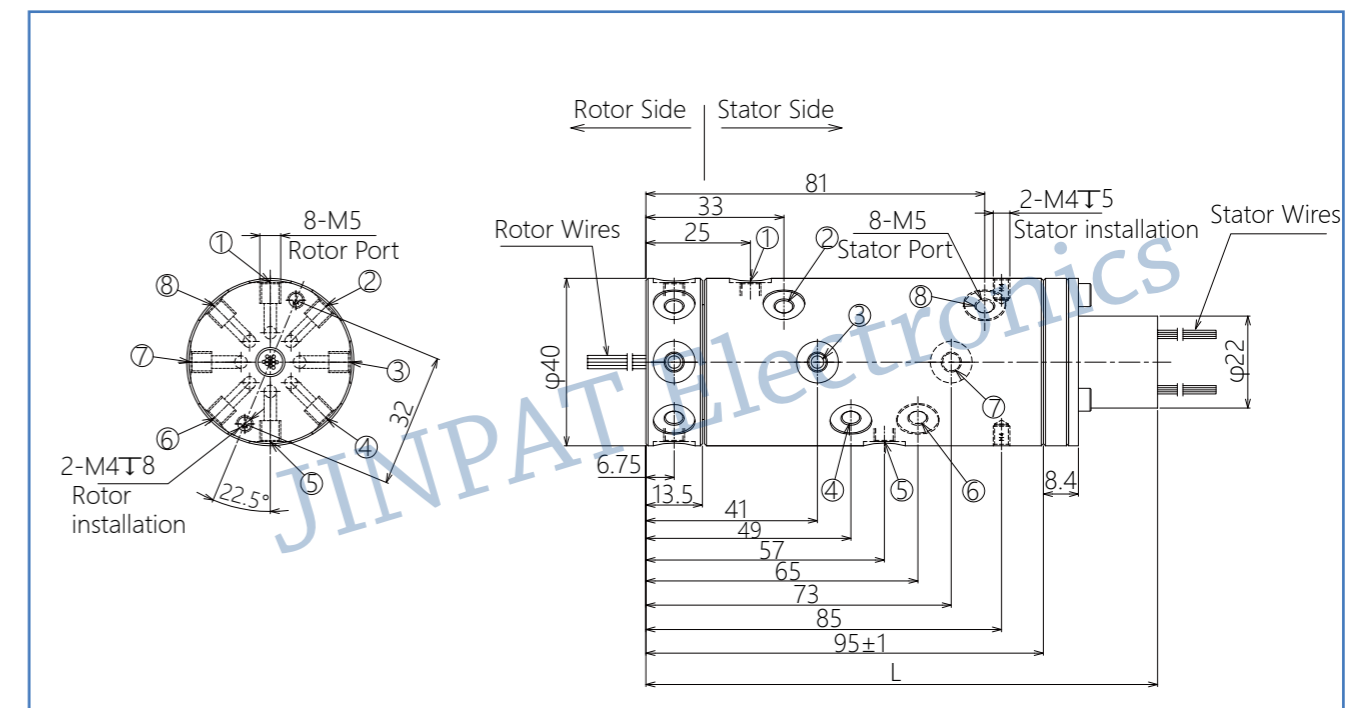 Rotor Side
Stator Side
81
33
25
2-M4↧5
Stator installation
8-M5
Stator Port
Stator Wires
Rotor Wires
8-M5
Rotor Port
①
②
③
④
⑤
⑥
⑦
⑧
32
22.5°
2-M4↧8
Rotor
installation
①
②
③
④
⑤
⑥
⑦
⑧
M4
M4
φ40
φ22
6.75
13.5
8.4
41
49
57
65
73
85
95±1
L
JINPAT Electronics